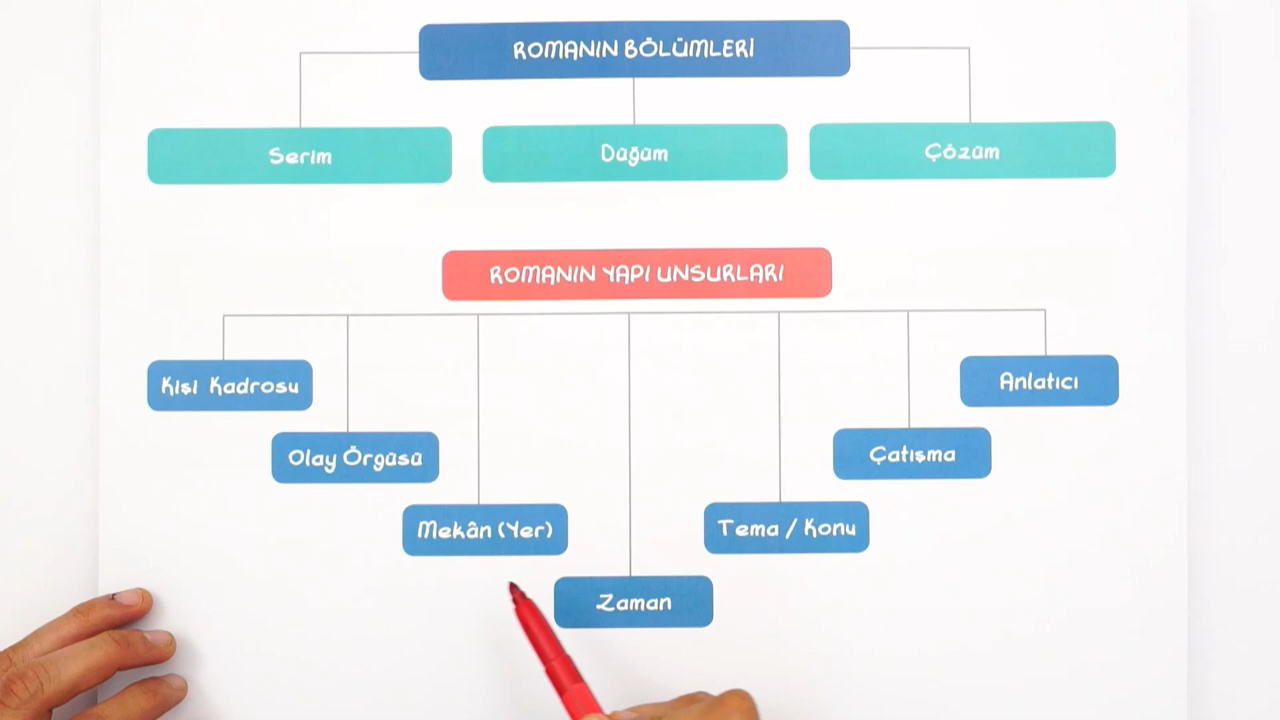 ROMANIN BÖLÜMLERİ
Serim
Düğüm
Çözüm
ROMANIN YAPI UNSURLARI
Kişi Kadrosu
Olay Örgüsü
Mekân (Yer)
Zaman
Tema / Konu
Çatışma
Anlatıcı